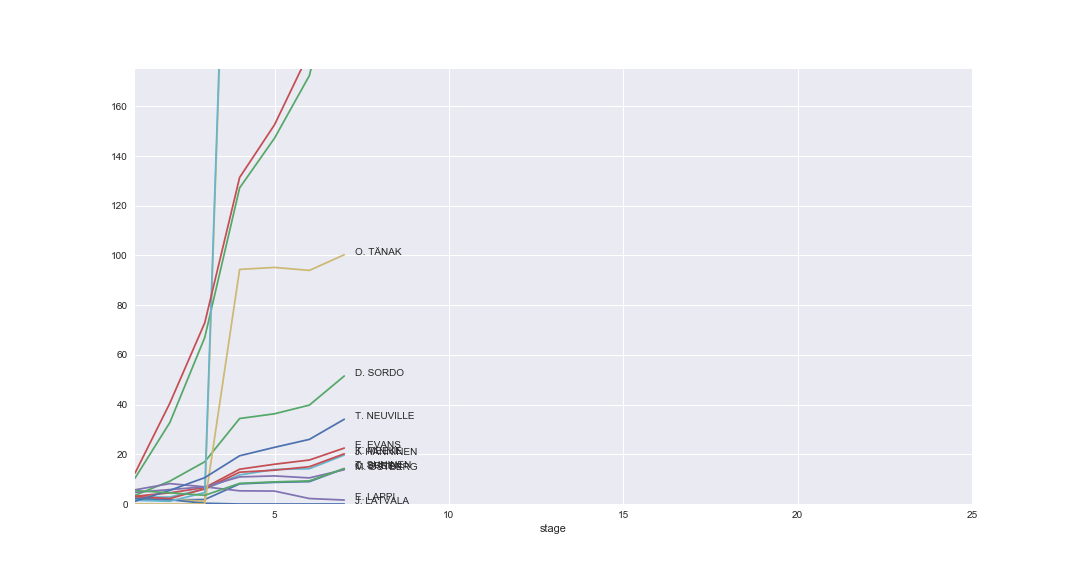 160
140
120
100
80
60
40
20
0
O. TÄNAK
D. SORDO
T. NEUVILLE
E. EVANS
J. HANNINEN
E. LAPPI
J. LATVALA
5
10
15
20
25
stage